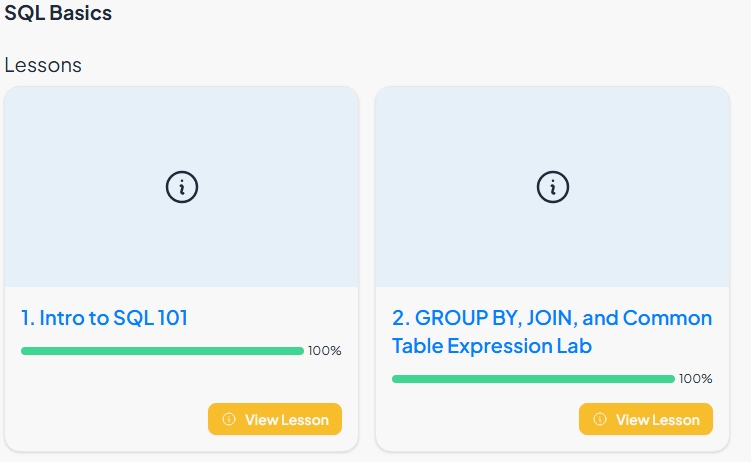 SQL Basics
Lessons
1. Intro to SQL 101
100%
View Lesson
2. GROUP BY, JOIN, and Common
Table Expression Lab
100%
View Lesson